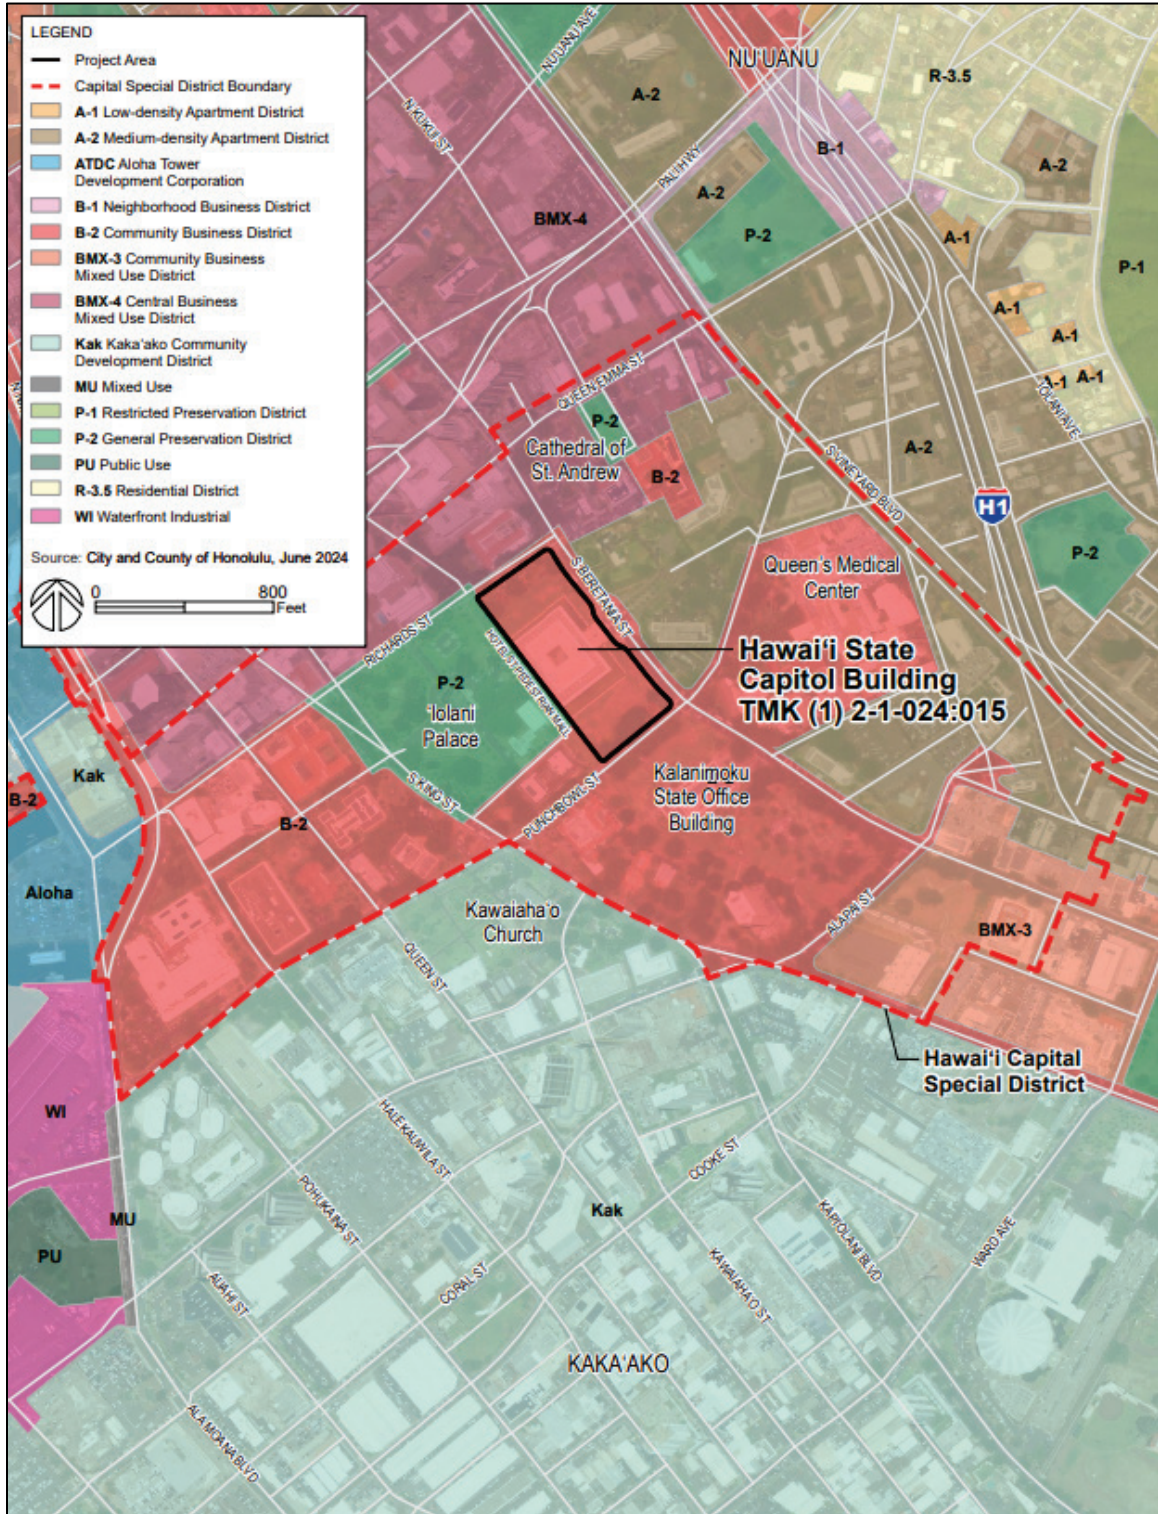 LEGEND
Project Area
Capital Special District Boundary
A-1 Low-density Apartment District
A-2 Medium-density Apartment District
ATDC Aloha Tower
Development Corporation
B-1 Neighborhood Business District
B-2 Community Business District
BMX-3 Community Business
Mixed Use District
BMX-4 Central Business
Mixed Use District
Kak Kaka'ako Community
Development District
MU Mixed Use
P-1 Restricted Preservation District
P-2 General Preservation District
PU Public Use
R-3.5 Residential District
WI Waterfront Industrial
Source: City and County of Honolulu, June 2024
0 800
Feet
NU'UANU
NU'UANU AVE
R-3.5
A-2
N KUKUI ST
B-1
PALI HWY
A-2
A-2
BMX-4
P-2
A-1
P-1
A-1
A-1
A-1
A-1
IOLANI AVE
QUEEN EMMA ST
P-2
Cathedral of
St. Andrew
B-2
A-2
S VINEYARD BLVD
H1
P-2
Queen's Medical
Center
S BERETANIA ST
RICHARDS ST
HOTEL ST PEDESTRIAN MALL
Hawai'i State
Capitol Building
TMK (1) 2-1-024:015
P-2
'Iolani
Palace
S KING ST
PUNCHBOWL ST
Kalanimoku
State Office
Building
Kak
B-2
B-2
Aloha
Kawaiaha'o
Church
ALAPAI ST
BMX-3
QUEEN ST
Hawai'i Capital
Special District
WI
HALEKAUWILA ST
COOKE ST
POHUKAINA ST
Kak
MU
PU
KAPIOLANI BLVD
WARD AVE
AUAHI ST
CORAL ST
KAWAIAHA'O ST
KAKA'AKO
ALA MOANA BLVD